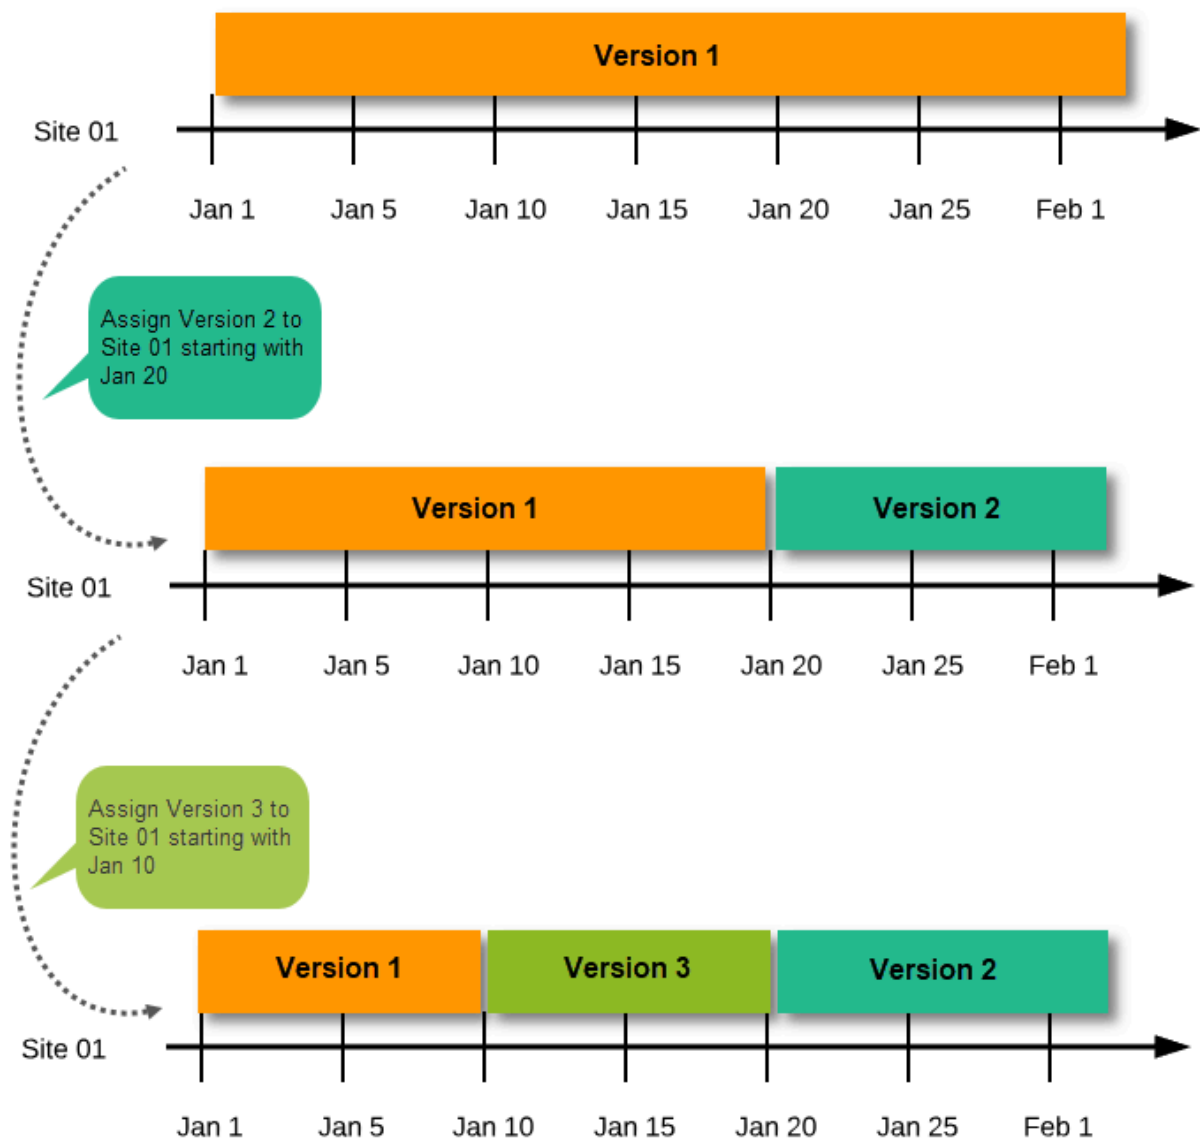 Version 1
Site 01
Jan 1 Jan 5 Jan 10 Jan 15 Jan 20 Jan 25 Feb 1
Assign Version 2 to
Site 01 starting with
Jan 20
Version 1 Version 2
Site 01
Jan 1 Jan 5 Jan 10 Jan 15 Jan 20 Jan 25 Feb 1
Assign Version 3 to
Site 01 starting with
Jan 10
Version 1 Version 3 Version 2
Site 01
Jan 1 Jan 5 Jan 10 Jan 15 Jan 20 Jan 25 Feb 1